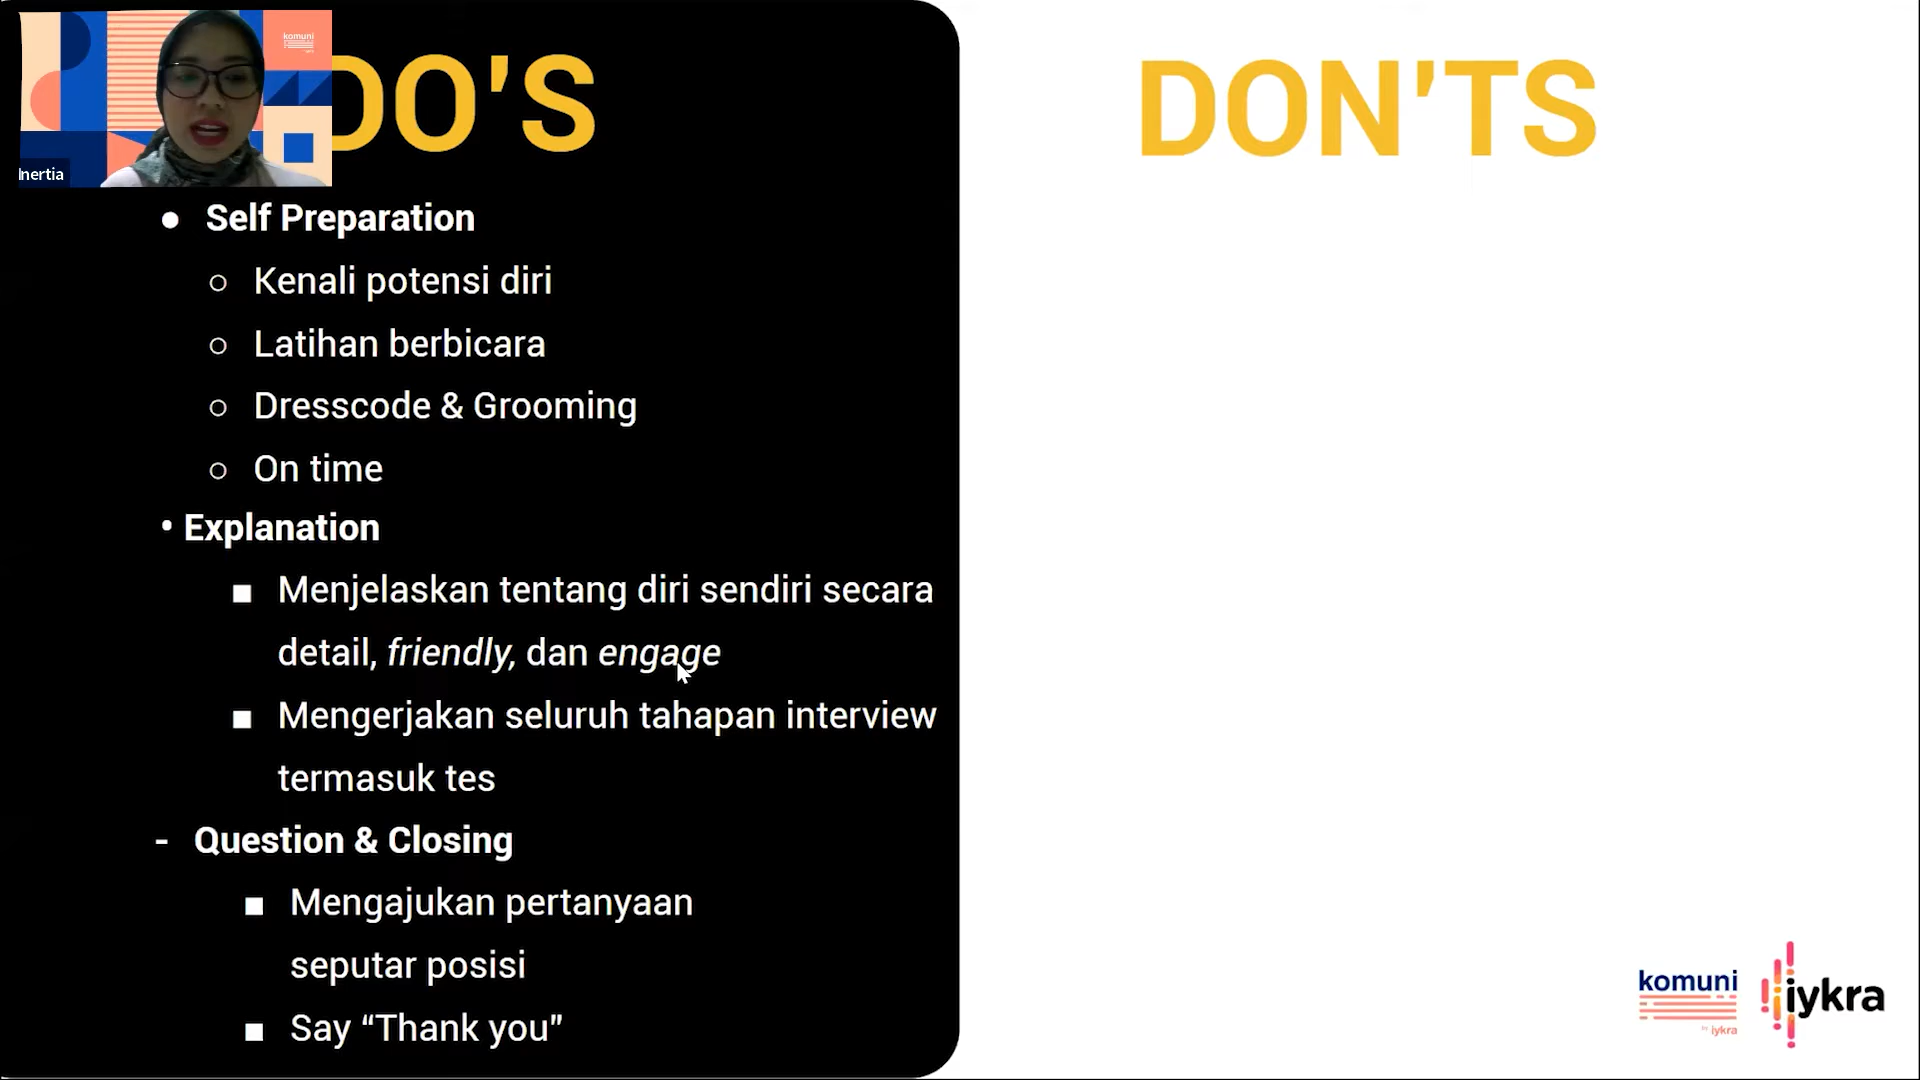 komuni
Inertia
DO'S
● Self Preparation
○ Kenali potensi diri
○ Latihan berbicara
○ Dresscode & Grooming
○ On time
• Explanation
■ Menjelaskan tentang diri sendiri secara
detail, friendly, dan engage
■ Mengerjakan seluruh tahapan interview
termasuk tes
- Question & Closing
■ Mengajukan pertanyaan
seputar posisi
■ Say “Thank you”
DON'TS
komuni
by iykra
iykra